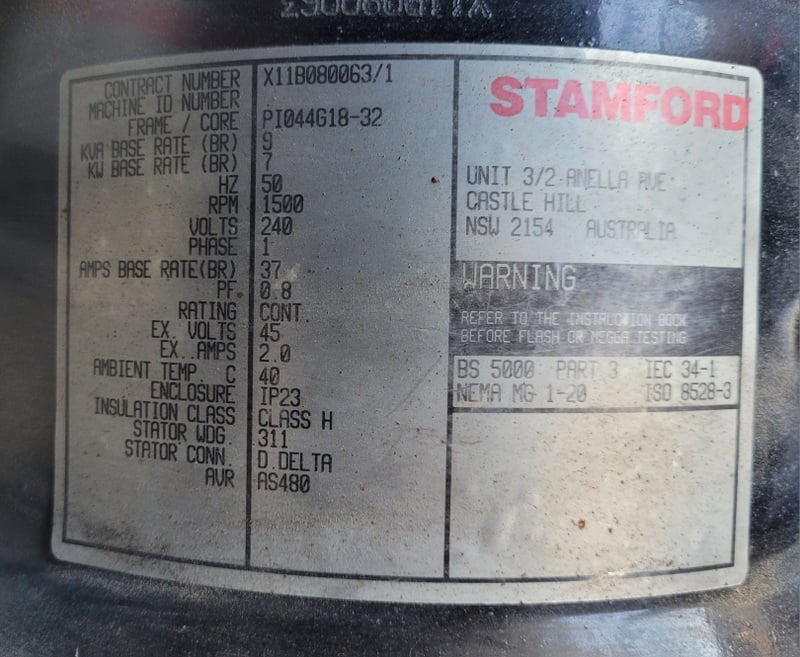 CONTRACT NUMBER X11B080063/1
MACHINE ID NUMBER
FRAME / CORE PI044G18-32
KVA BASE RATE (BR) 9
KW BASE RATE (BR) 7
HZ 50
RPM 1500
VOLTS 240
PHASE 1
AMPS BASE RATE(BR) 37
PF 0.8
RATING CONT.
EX. VOLTS 45
EX. AMPS 2.0
AMBIENT TEMP. C 40
ENCLOSURE IP23
INSULATION CLASS CLASS H
STATOR WDG. 311
STATOR CONN. D.DELTA
AVR AS480
STAMFORD
UNIT 3/2 ANELLA AVE
CASTLE HILL
NSW 2154 AUSTRALIA
WARNING
REFER TO THE INSTRUCTION BOOK
BEFORE FLASH OR MEGGA TESTING
BS 5000 PART 3 IEC 34-1
NEMA MG 1-20 ISO 8528-3